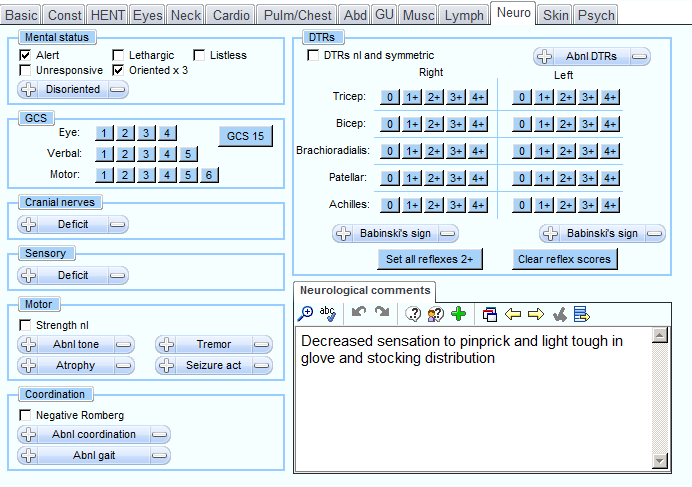 Basic Const HENT Eyes Neck Cardio Pulm/Chest Abd GU Musc Lymph Neuro Skin Psych
Mental status
Alert Lethargic Listless
Unresponsive Oriented x 3
Disoriented
GCS
Eye: 1 2 3 4 GCS 15
Verbal: 1 2 3 4 5
Motor: 1 2 3 4 5 6
Cranial nerves
Deficit
Sensory
Deficit
Motor
Strength nl
Abnl tone Tremor
Atrophy Seizure act
Coordination
Negative Romberg
Abnl coordination
Abnl gait
DTRs
DTRs nl and symmetric Abnl DTRs
Right Left
Tricep: 0 1+ 2+ 3+ 4+ 0 1+ 2+ 3+ 4+
Bicep: 0 1+ 2+ 3+ 4+ 0 1+ 2+ 3+ 4+
Brachioradialis: 0 1+ 2+ 3+ 4+ 0 1+ 2+ 3+ 4+
Patellar: 0 1+ 2+ 3+ 4+ 0 1+ 2+ 3+ 4+
Achilles: 0 1+ 2+ 3+ 4+ 0 1+ 2+ 3+ 4+
Babinski's sign Babinski's sign
Set all reflexes 2+ Clear reflex scores
Neurological comments
abc
Decreased sensation to pinprick and light tough in
glove and stocking distribution